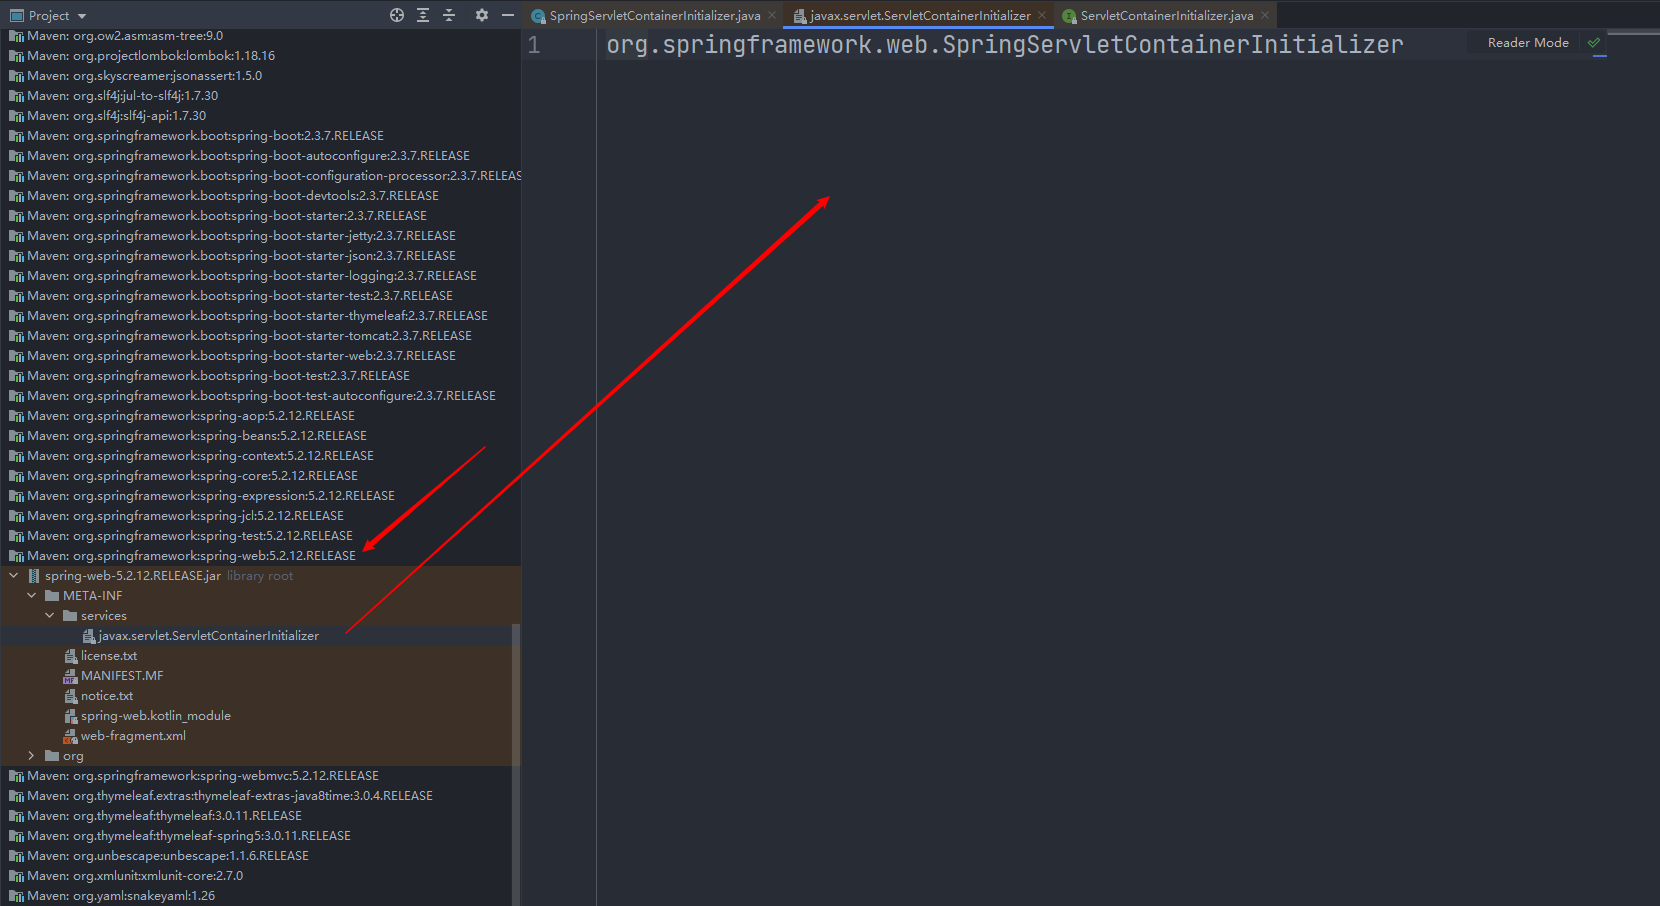 Project
SpringServletContainerInitializer.java
javax.servlet.ServletContainerInitializer
ServletContainerInitializer.java
1
org.springframework.web.SpringServletContainerInitializer
Reader Mode
Maven: org.ow2.asm:asm-tree:9.0
Maven: org.projectlombok:lombok:1.18.16
Maven: org.skyscreamer:jsonassert:1.5.0
Maven: org.slf4j:jul-to-slf4j:1.7.30
Maven: org.slf4j:slf4j-api:1.7.30
Maven: org.springframework.boot:spring-boot:2.3.7.RELEASE
Maven: org.springframework.boot:spring-boot-autoconfigure:2.3.7.RELEASE
Maven: org.springframework.boot:spring-boot-configuration-processor:2.3.7.RELEAS
Maven: org.springframework.boot:spring-boot-devtools:2.3.7.RELEASE
Maven: org.springframework.boot:spring-boot-starter:2.3.7.RELEASE
Maven: org.springframework.boot:spring-boot-starter-jetty:2.3.7.RELEASE
Maven: org.springframework.boot:spring-boot-starter-json:2.3.7.RELEASE
Maven: org.springframework.boot:spring-boot-starter-logging:2.3.7.RELEASE
Maven: org.springframework.boot:spring-boot-starter-test:2.3.7.RELEASE
Maven: org.springframework.boot:spring-boot-starter-thymeleaf:2.3.7.RELEASE
Maven: org.springframework.boot:spring-boot-starter-tomcat:2.3.7.RELEASE
Maven: org.springframework.boot:spring-boot-starter-web:2.3.7.RELEASE
Maven: org.springframework.boot:spring-boot-test:2.3.7.RELEASE
Maven: org.springframework.boot:spring-boot-test-autoconfigure:2.3.7.RELEASE
Maven: org.springframework:spring-aop:5.2.12.RELEASE
Maven: org.springframework:spring-beans:5.2.12.RELEASE
Maven: org.springframework:spring-context:5.2.12.RELEASE
Maven: org.springframework:spring-core:5.2.12.RELEASE
Maven: org.springframework:spring-expression:5.2.12.RELEASE
Maven: org.springframework:spring-jcl:5.2.12.RELEASE
Maven: org.springframework:spring-test:5.2.12.RELEASE
Maven: org.springframework:spring-web:5.2.12.RELEASE
spring-web-5.2.12.RELEASE.jar library root
META-INF
services
javax.servlet.ServletContainerInitializer
license.txt
MANIFEST.MF
notice.txt
spring-web.kotlin_module
web-fragment.xml
org
Maven: org.springframework:spring-webmvc:5.2.12.RELEASE
Maven: org.thymeleaf.extras:thymeleaf-extras-java8time:3.0.4.RELEASE
Maven: org.thymeleaf:thymeleaf:3.0.11.RELEASE
Maven: org.thymeleaf:thymeleaf-spring5:3.0.11.RELEASE
Maven: org.unbescape:unbescape:1.1.6.RELEASE
Maven: org.xmlunit:xmlunit-core:2.7.0
Maven: org.yaml:snakeyaml:1.26